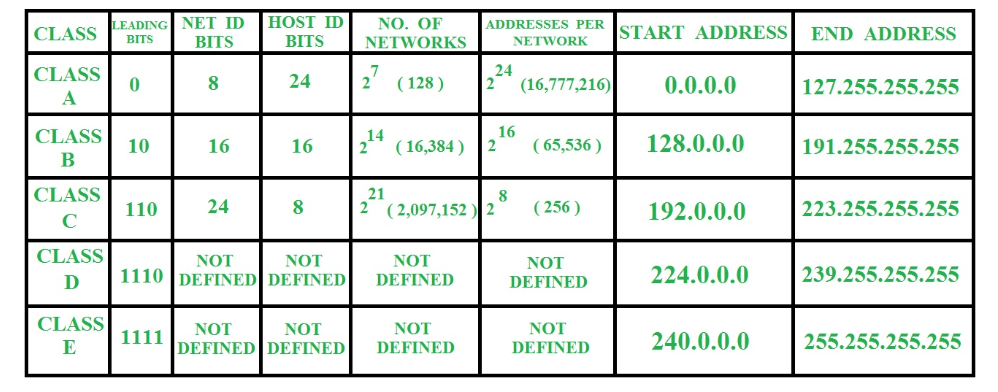 CLASS LEADING BITS NET ID BITS HOST ID BITS NO. OF NETWORKS ADDRESSES PER NETWORK START ADDRESS END ADDRESS
CLASS A 0 8 24 2^7 ( 128 ) 2^24 (16,777,216) 0.0.0.0 127.255.255.255
CLASS B 10 16 16 2^14 ( 16,384 ) 2^16 ( 65,536 ) 128.0.0.0 191.255.255.255
CLASS C 110 24 8 2^21 ( 2,097,152 ) 2^8 ( 256 ) 192.0.0.0 223.255.255.255
CLASS D 1110 NOT DEFINED NOT DEFINED NOT DEFINED NOT DEFINED 224.0.0.0 239.255.255.255
CLASS E 1111 NOT DEFINED NOT DEFINED NOT DEFINED NOT DEFINED 240.0.0.0 255.255.255.255